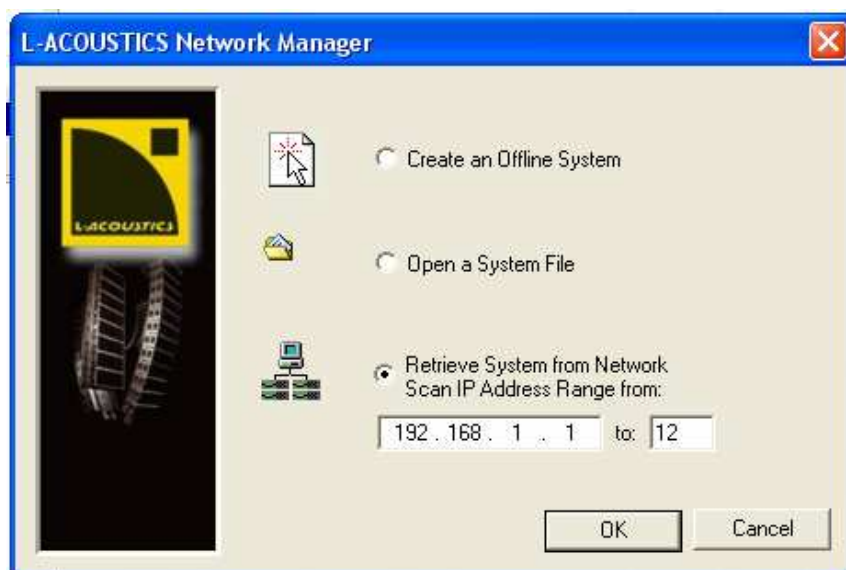 L-ACOUSTICS Network Manager
L-ACOUSTICS
Create an Offline System
Open a System File
Retrieve System from Network
Scan IP Address Range from:
192 . 168 . 1 . 1 to: 12
OK Cancel